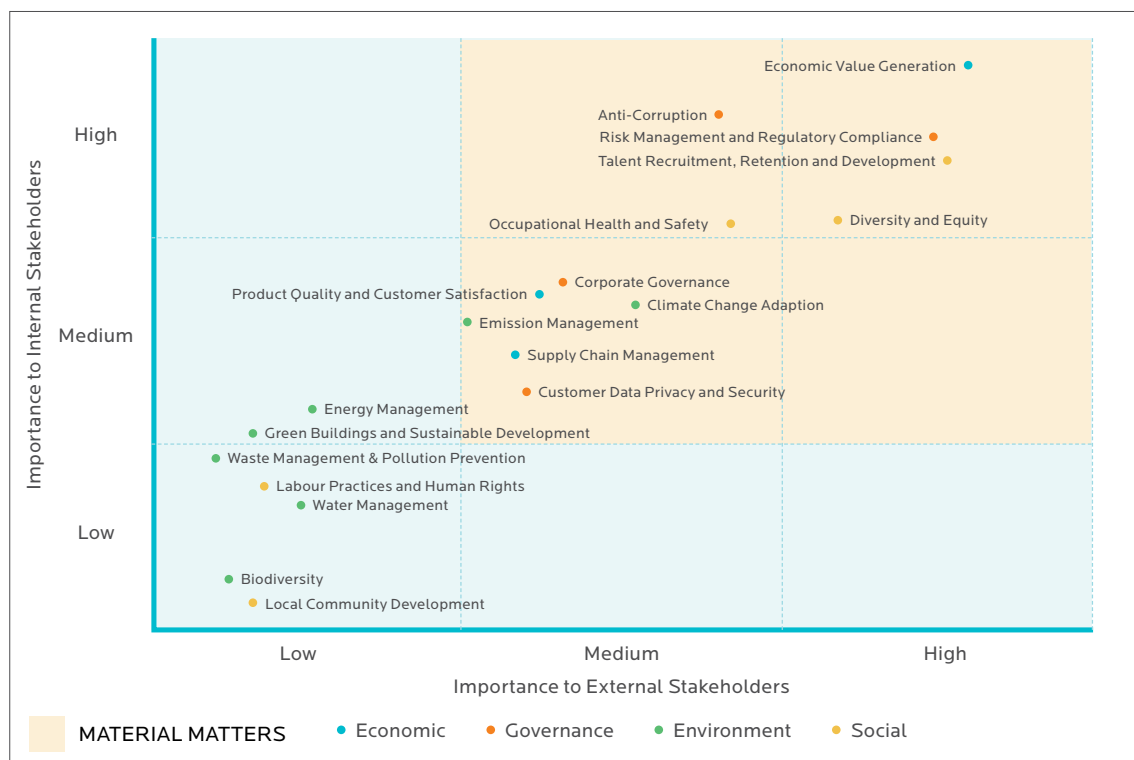 Economic Value Generation
Anti-Corruption
High
Risk Management and Regulatory Compliance
Talent Recruitment, Retention and Development
Diversity and Equity
Occupational Health and Safety
Importance to Internal Stakeholders
Corporate Governance
Product Quality and Customer Satisfaction
Climate Change Adaption
Emission Management
Medium
Supply Chain Management
Customer Data Privacy and Security
Energy Management
Green Buildings and Sustainable Development
Waste Management & Pollution Prevention
Labour Practices and Human Rights
Water Management
Low
Biodiversity
Local Community Development
Low Medium High
Importance to External Stakeholders
MATERIAL MATTERS Economic Governance Environment Social